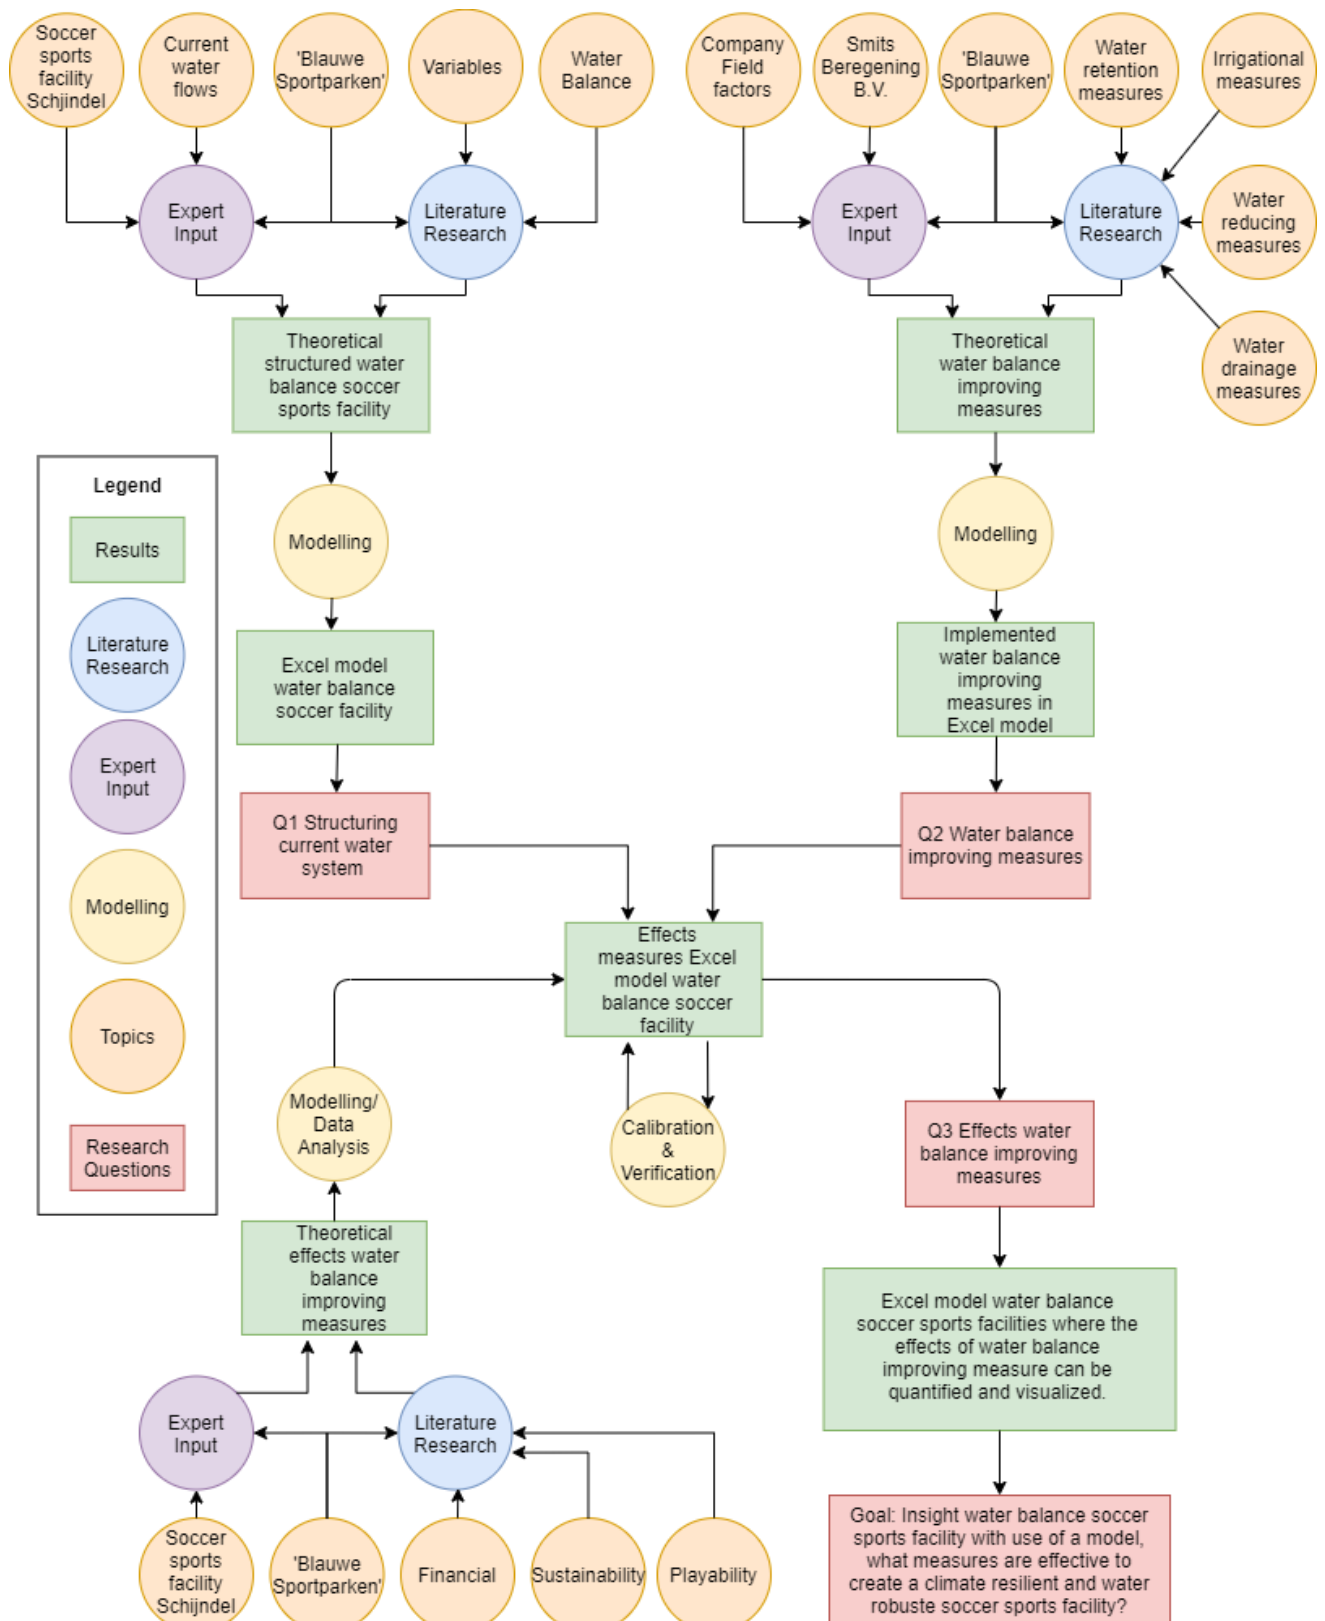 Soccer
sports
facility
Schjindel
Current
water
flows
'Blauwe
Sportparken'
Variables
Water
Balance
Company
Field
factors
Smits
Beregening
B.V.
'Blauwe
Sportparken'
Water
retention
measures
Irrigational
measures
Expert
Input
Literature
Research
Expert
Input
Literature
Research
Water
reducing
measures
Theoretical
structured water
balance soccer
sports facility
Theoretical
water balance
improving
measures
Water
drainage
measures
Legend
Results
Literature
Research
Expert
Input
Modelling
Topics
Research
Questions
Modelling
Modelling
Excel model
water balance
soccer facility
Implemented
water balance
improving
measures in
Excel model
Q1 Structuring
current water
system
Q2 Water balance
improving measures
Effects
measures Excel
model water
balance soccer
facility
Modelling/
Data
Analysis
Calibration
&
Verification
Q3 Effects water
balance improving
measures
Theoretical
effects water
balance
improving
measures
Excel model water balance
soccer sports facilities where the
effects of water balance
improving measure can be
quantified and visualized.
Expert
Input
Literature
Research
Soccer
sports
facility
Schijndel
'Blauwe
Sportparken'
Financial
Sustainability
Playability
Goal: Insight water balance soccer
sports facility with use of a model,
what measures are effective to
create a climate resilient and water
robuste soccer sports facility?